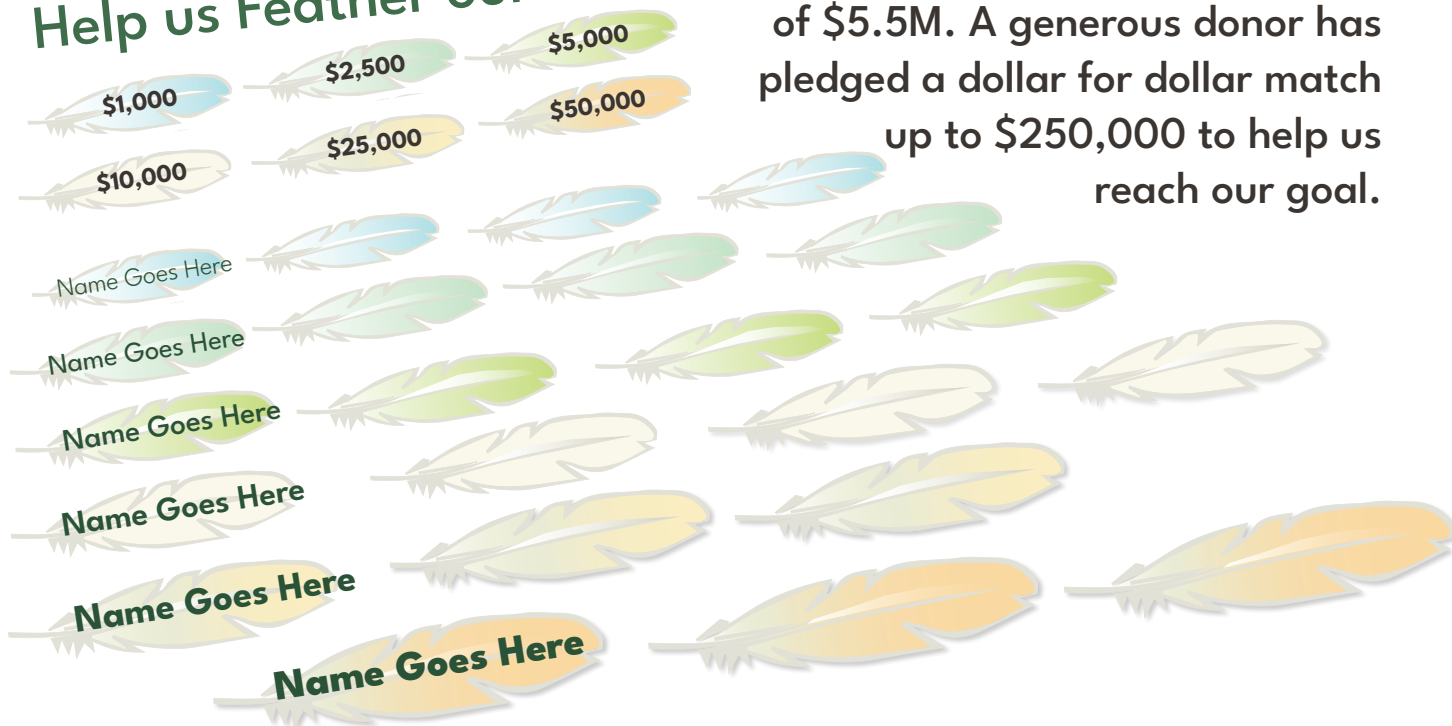 Help us Feather
of $5.5M. A generous donor has
pledged a dollar for dollar match
up to $250,000 to help us
reach our goal.
$1,000
$2,500
$5,000
$10,000
$25,000
$50,000
Name Goes Here
Name Goes Here
Name Goes Here
Name Goes Here
Name Goes Here
Name Goes Here